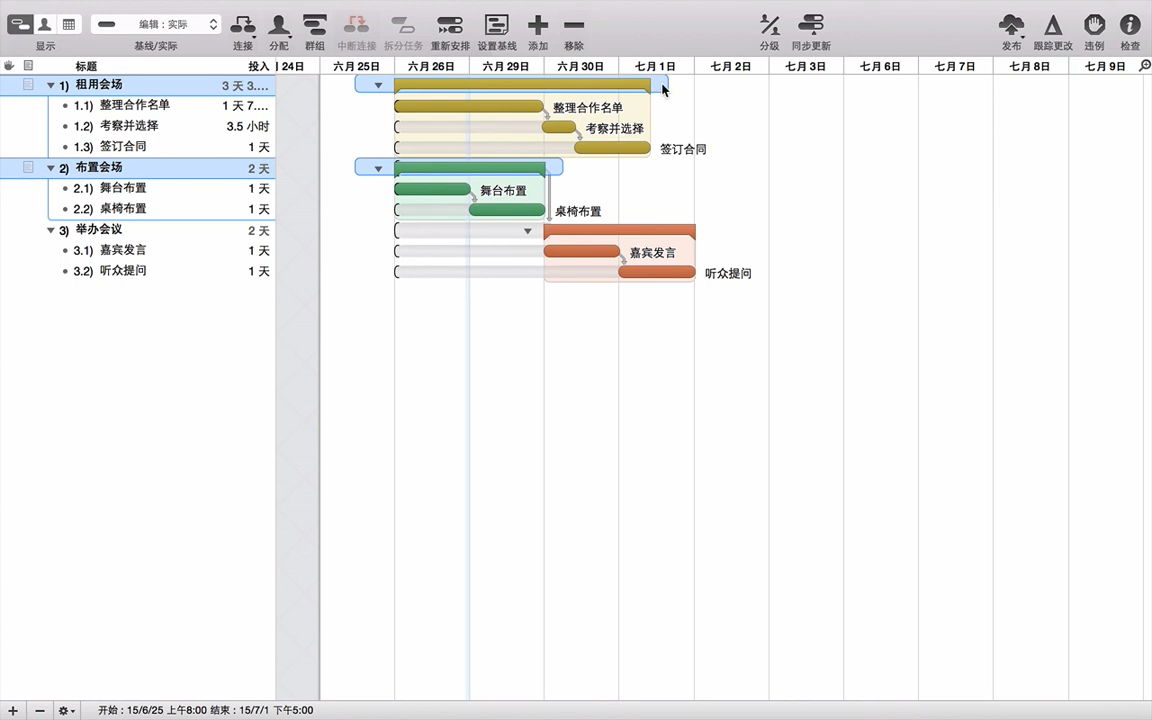 编辑：实际
显示
基线/实际
连接
分配
群组
中断连接
拆分任务
重新安排
设置基线
添加
移除
分级
同步更新
发布
跟踪更改
违例
检查
标题
投入
24日
六月 25日
六月 26日
六月 29日
六月 30日
七月 1日
七月 2日
七月 3日
七月 6日
七月 7日
七月 8日
七月 9日
1) 租用会场 3 天 3....
1.1) 整理合作名单 1 天 7....
1.2) 考察并选择 3.5 小时
1.3) 签订合同 1 天
2) 布置会场 2 天
2.1) 舞台布置 1 天
2.2) 桌椅布置 1 天
3) 举办会议 2 天
3.1) 嘉宾发言 1 天
3.2) 听众提问 1 天
整理合作名单
考察并选择
签订合同
舞台布置
桌椅布置
嘉宾发言
听众提问
开始：15/6/25 上午8:00 结束：15/7/1 下午5:00